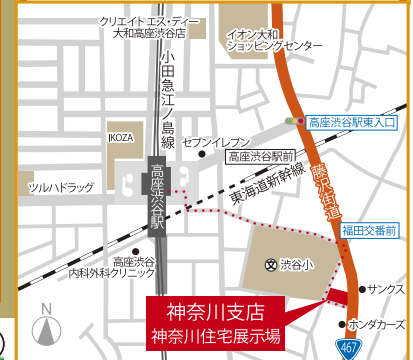 クリエイト エス・ディー
大和高座渋谷店
イオン大和
ショッピングセンター
小田急江ノ島線
高座渋谷駅東入口
IKOZA
セブンイレブン
高座渋谷駅前
藤沢街道
東海道新幹線
ツルハドラッグ
高座渋谷駅
福田交番前
高座渋谷
内科外科クリニック
渋谷小
文
サンクス
神奈川支店
神奈川住宅展示場
ホンダカーズ
N
467